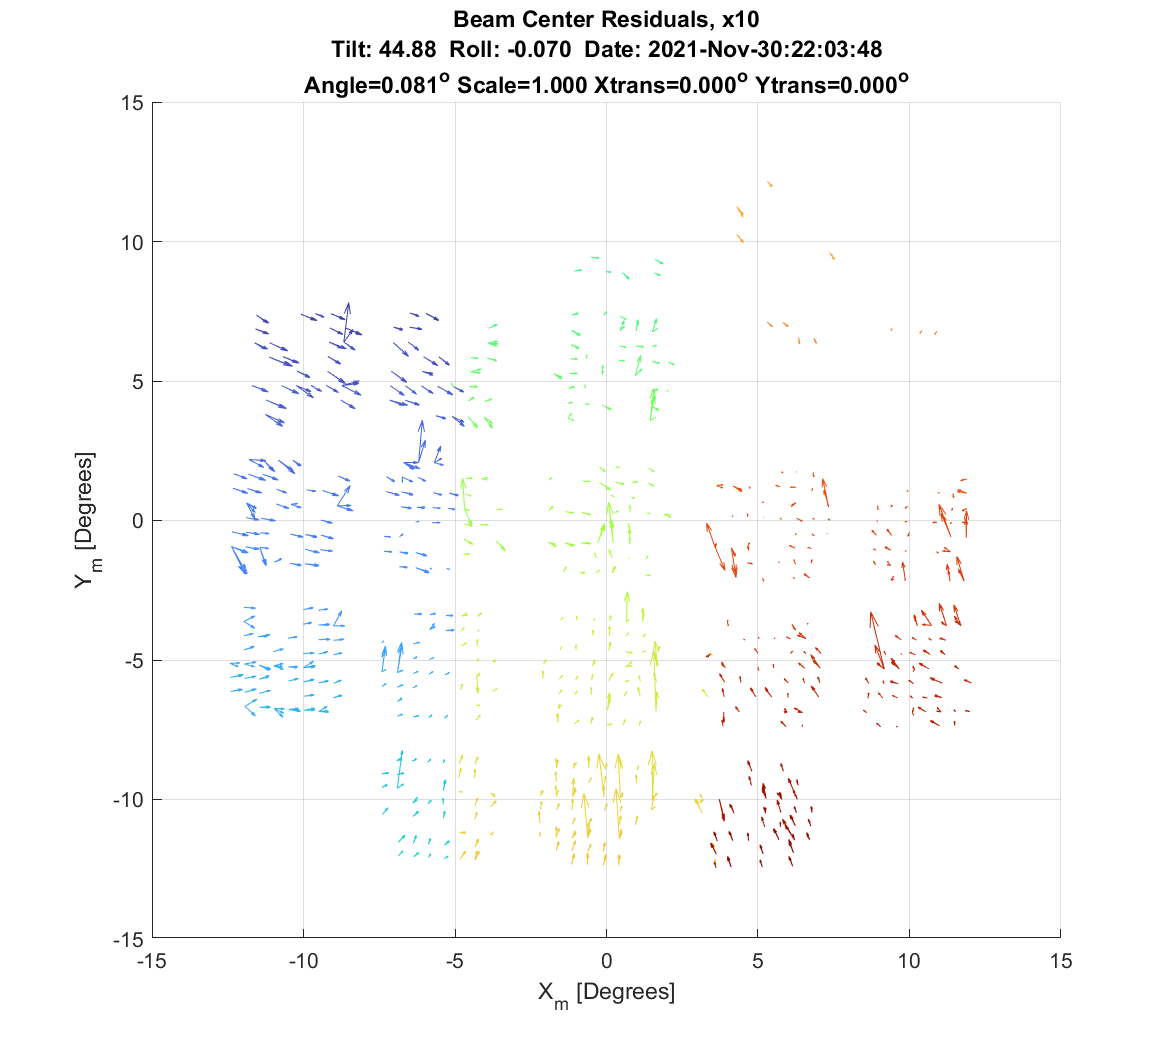 Beam Center Residuals, x10
Tilt: 44.88  Roll: -0.070  Date: 2021-Nov-30:22:03:48
Angle=0.081° Scale=1.000 Xtrans=0.000° Ytrans=0.000°
15
10
5
0
-5
-10
-15
Y_m [Degrees]
-15 -10 -5 0 5 10 15
X_m [Degrees]